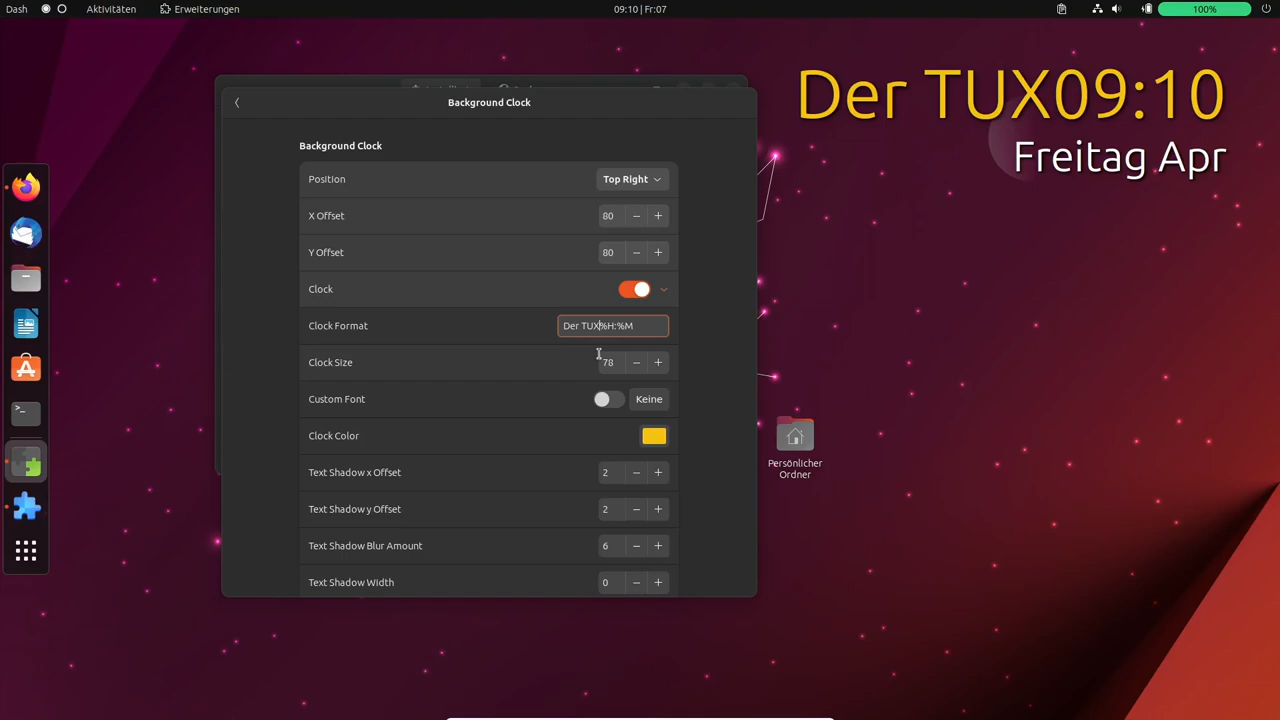 Dash
Aktivitäten
Erweiterungen
09:10 | Fr:07
100%
Der TUX09:10
Freitag Apr
Background Clock
Background Clock
Position
Top Right
X Offset
80
Y Offset
80
Clock
Clock Format
Der TUX%H:%M
Clock Size
78
Custom Font
Keine
Clock Color
Text Shadow x Offset
2
Text Shadow y Offset
2
Text Shadow Blur Amount
6
Text Shadow Width
0
Persönlicher
Ordner